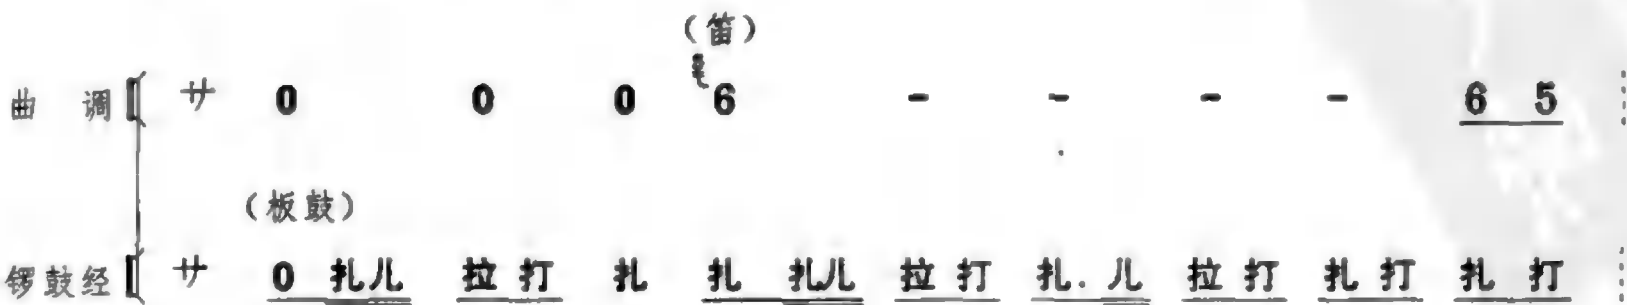 （笛）
曲 调 サ 0 0 0 6 - - - - 6 5
（板鼓）
锣鼓经 サ 0 扎儿 拉打 扎 扎 扎儿 拉打 扎. 儿 拉打 扎打 扎打